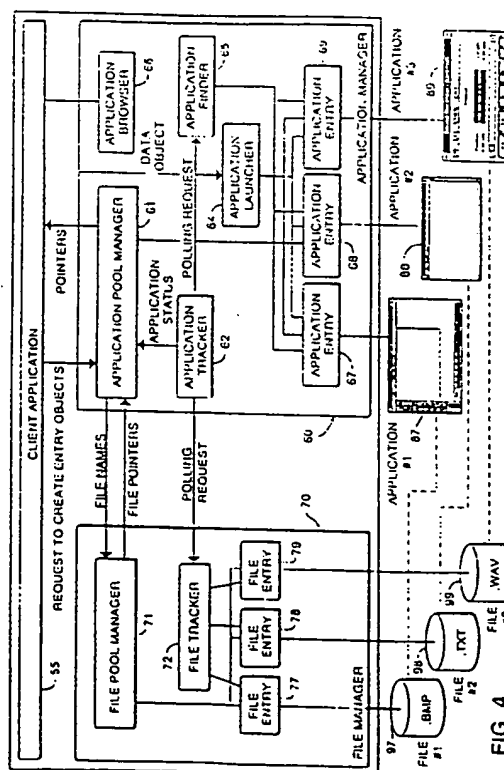 CLIENT APPLICATION
55
REQUEST TO CREATE ENTRY OBJECTS
POINTERS
FILE NAMES
FILE POINTERS
FILE POOL MANAGER
71
FILE TRACKER
72
POLLING
REQUEST
70
FILE
ENTRY
77
FILE
ENTRY
78
FILE
ENTRY
79
FILE MANAGER
APPLICATION POOL MANAGER
61
APPLICATION
STATUS
APPLICATION
TRACKER
62
POLLING REQUEST
APPLICATION
BROWSER
66
DATA
OBJECT
APPLICATION
FINDER
65
APPLICATION
LAUNCHER
64
APPLICATION
ENTRY
67
APPLICATION
ENTRY
68
APPLICATION
ENTRY
69
60
APPLICATION MANAGER
87
APPLICATION
#1
APPLICATION
#2
APPLICATION
97
.BMP
FILE
#1
98
.TXT
FILE
#2
99
.WAV
FILE
FIG. 4